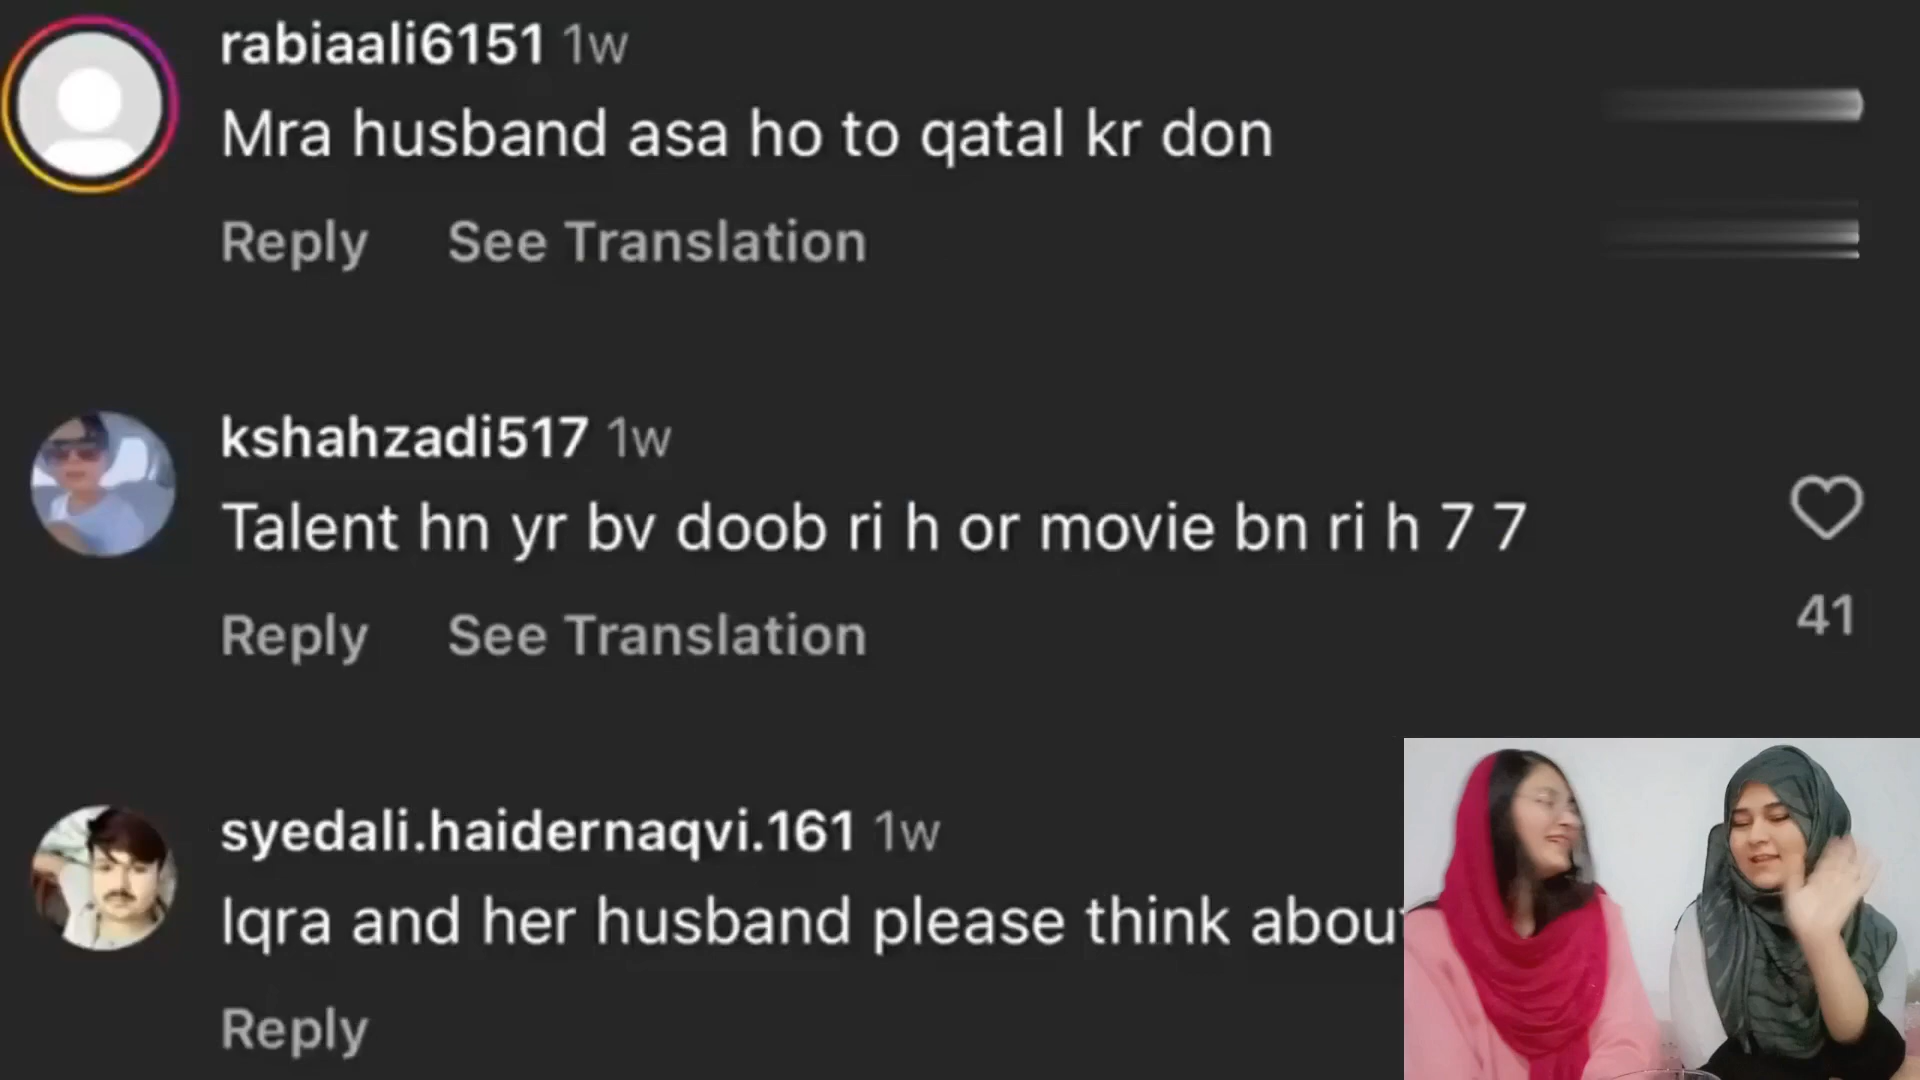 rabiaali6151 1w
Mra husband asa ho to qatal kr don
Reply See Translation
kshahzadi517 1w
Talent hn yr bv doob ri h or movie bn ri h 7 7
Reply See Translation
41
syedali.haidernaqvi.161 1w
Iqra and her husband please think about
Reply